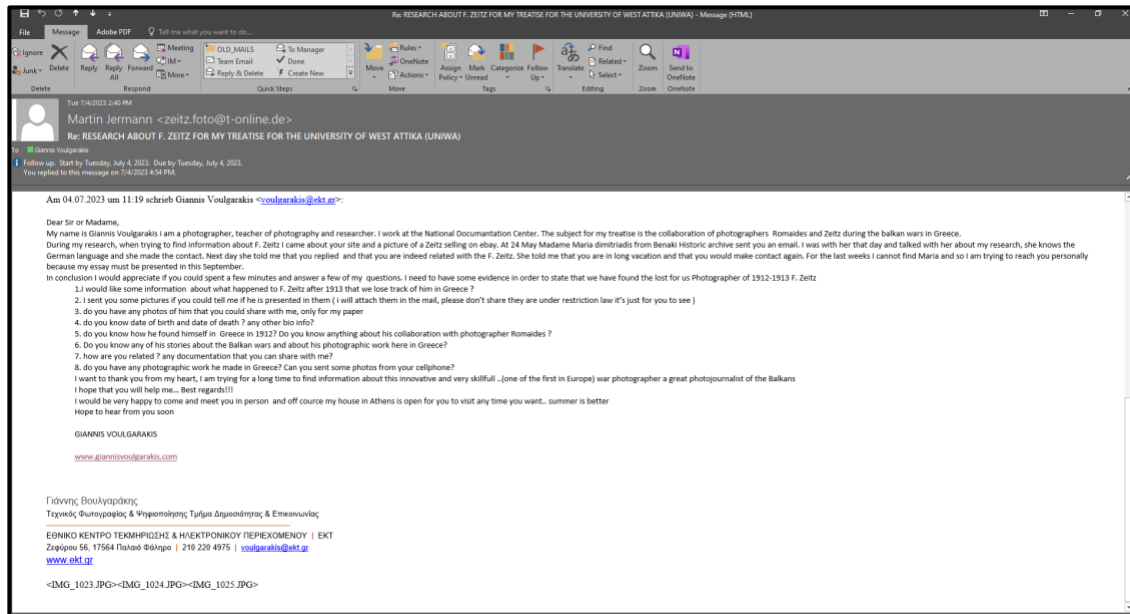 Re: RESEARCH ABOUT F. ZEITZ FOR MY TREATISE FOR THE UNIVERSITY OF WEST ATTIKA (UNIWA) - Message (HTML)
File Message Adobe PDF Tell me what you want to do...
Ignore
Junk
Delete
Reply
Reply All
Forward
Meeting
IM
More
OLD_MAILS
Team Email
Reply & Delete
To Manager
Done
Create New
Move
Rules
OneNote
Actions
Assign Policy
Mark Unread
Categorize
Follow Up
Translate
Find
Related
Select
Zoom
Send to OneNote
Delete Respond Quick Steps Move Tags Editing Zoom OneNote
Tue 7/4/2023 2:40 PM
Martin Jermann <zeitz.foto@t-online.de>
Re: RESEARCH ABOUT F. ZEITZ FOR MY TREATISE FOR THE UNIVERSITY OF WEST ATTIKA (UNIWA)
To Giannis Voulgarakis
Follow up. Start by Tuesday, July 4, 2023. Due by Tuesday, July 4, 2023.
You replied to this message on 7/4/2023 4:54 PM.
Am 04.07.2023 um 11:19 schrieb Giannis Voulgarakis <voulgarakis@ekt.gr>:
Dear Sir or Madame,
My name is Giannis Voulgarakis i am a photographer, teacher of photography and researcher. I work at the National Documantation Center. The subject for my treatise is the collaboration of photographers Romaides and Zeitz during the balkan wars in Greece.
During my research, when trying to find information about F. Zeitz I came about your site and a picture of a Zeitz selling on ebay. At 24 May Madame Maria dimitriadis from Benaki Historic archive sent you an email. I was with her that day and talked with her about my research, she knows the
German language and she made the contact. Next day she told me that you replied and that you are indeed related with the F. Zeitz. She told me that you are in long vacation and that you would make contact again. For the last weeks I cannot find Maria and so I am trying to reach you personally
because my essay must be presented in this September.
In conclusion I would appreciate if you could spent a few minutes and answer a few of my questions. I need to have some evidence in order to state that we have found the lost for us Photographer of 1912-1913 F. Zeitz
1.I would like some information about what happened to F. Zeitz after 1913 that we lose track of him in Greece ?
2. I sent you some pictures if you could tell me if he is presented in them ( i will attach them in the mail, please don't share they are under restriction law it's just for you to see )
3. do you have any photos of him that you could share with me, only for my paper
4. do you know date of birth and date of death ? any other bio info?
5. do you know how he found himself in Greece in 1912? Do you know anything about his collaboration with photographer Romaides ?
6. Do you know any of his stories about the Balkan wars and about his photographic work here in Greece?
7. how are you related ? any documentation that you can share with me?
8. do you have any photographic work he made in Greece? Can you sent some photos from your cellphone?
I want to thank you from my heart, I am trying for a long time to find information about this innovative and very skillfull ..(one of the first in Europe) war photographer a great photojournalist of the Balkans
I hope that you will help me... Best regards!!!
I would be very happy to come and meet you in person and off cource my house in Athens is open for you to visit any time you want.. summer is better
Hope to hear from you soon
GIANNIS VOULGARAKIS
www.giannisvoulgarakis.com
Γιάννης Βουλγαράκης
Τεχνικός Φωτογραφίας & Ψηφιοποίησης Τμήμα Δημοσιότητας & Επικοινωνίας
ΕΘΝΙΚΟ ΚΕΝΤΡΟ ΤΕΚΜΗΡΙΩΣΗΣ & ΗΛΕΚΤΡΟΝΙΚΟΥ ΠΕΡΙΕΧΟΜΕΝΟΥ | ΕΚΤ
Ζεφύρου 56, 17564 Παλαιό Φάληρο | 210 220 4975 | voulgarakis@ekt.gr
www.ekt.gr
<IMG_1023.JPG><IMG_1024.JPG><IMG_1025.JPG>